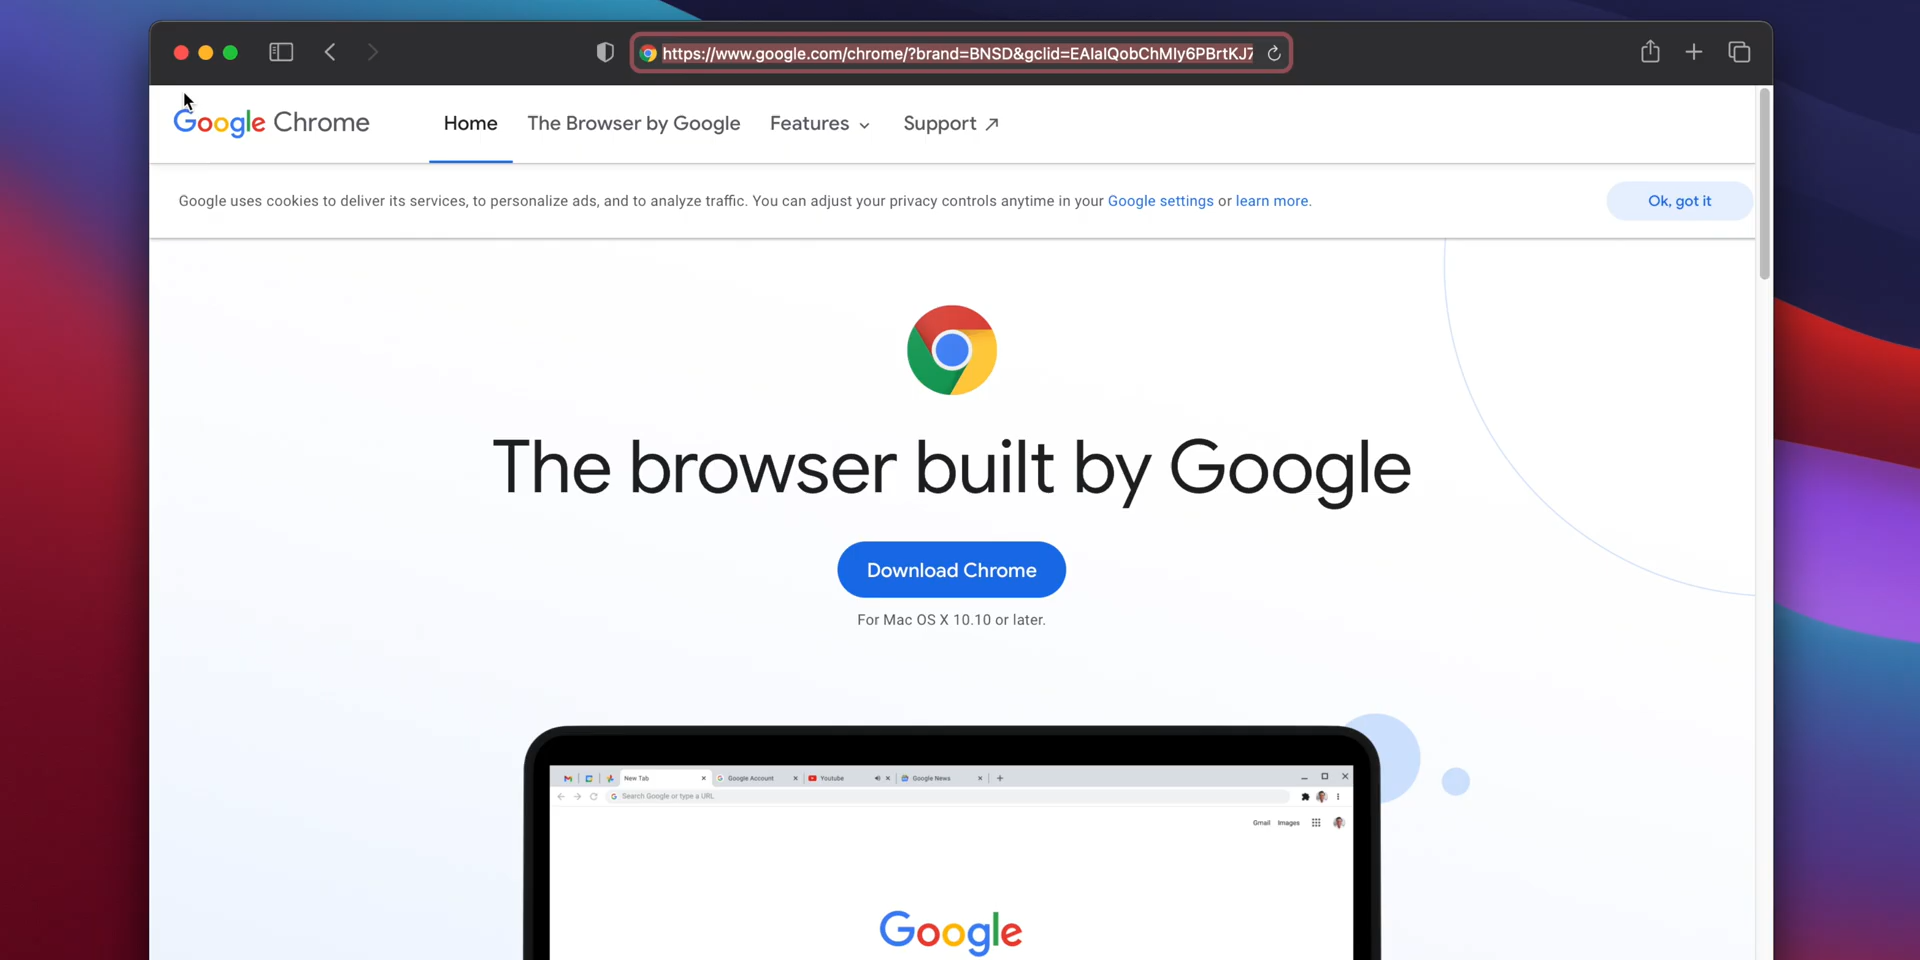 https://www.google.com/chrome/?brand=BNSD&gclid=EAIaIQobChMIy6PBrtKJ7
Google Chrome
Home
The Browser by Google
Features
Support
Google uses cookies to deliver its services, to personalize ads, and to analyze traffic. You can adjust your privacy controls anytime in your Google settings or learn more.
Ok, got it
The browser built by Google
Download Chrome
For Mac OS X 10.10 or later.
New Tab
Google Account
Youtube
Google News
Search Google or type a URL
Gmail
Images
Google